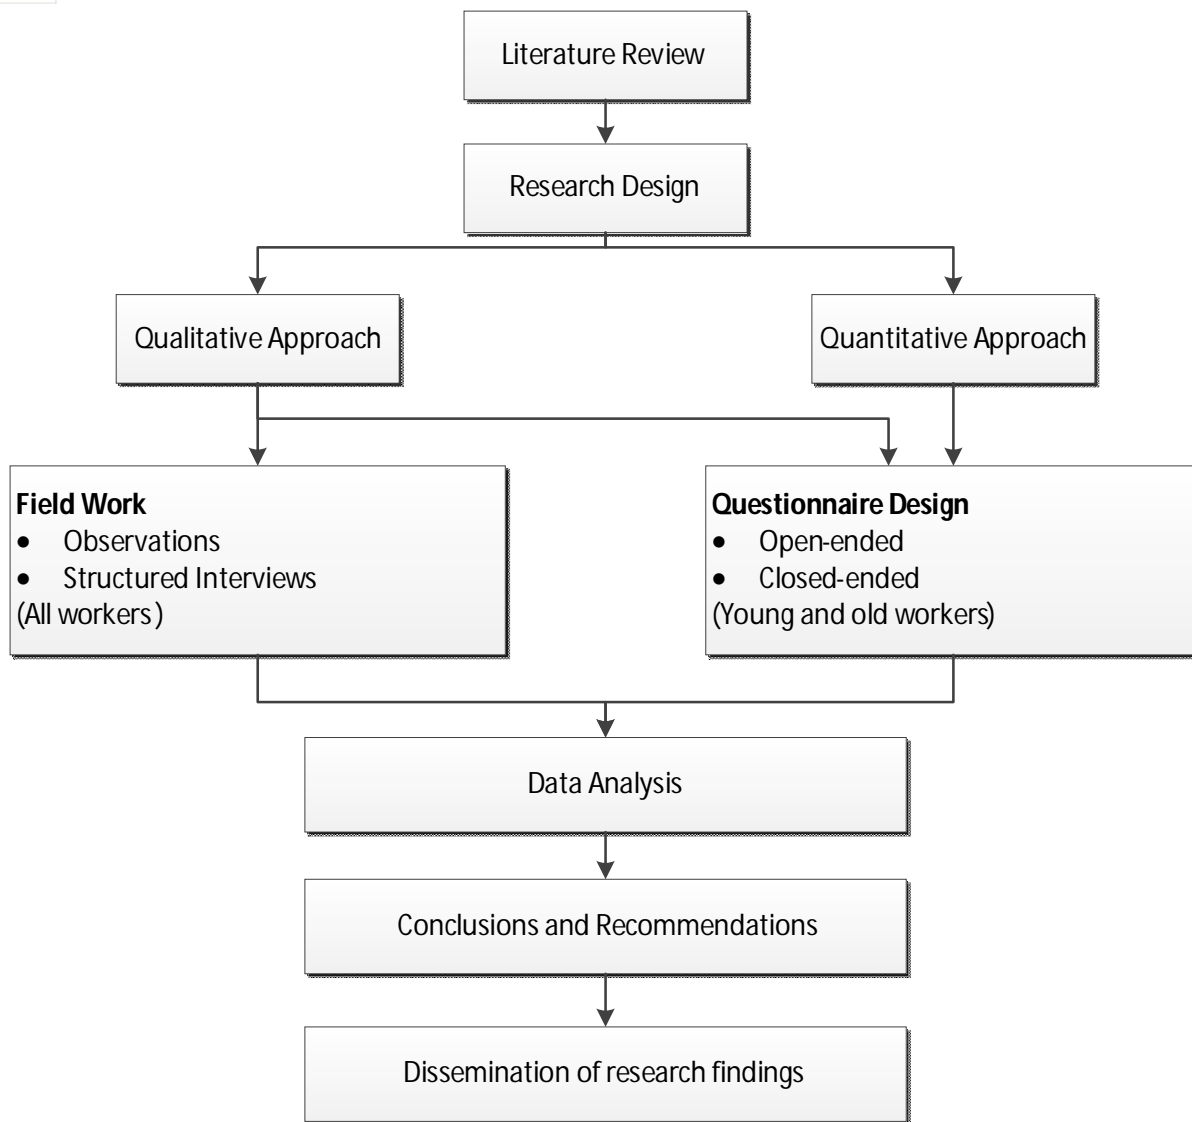 Literature Review
Research Design
Qualitative Approach
Quantitative Approach
Field Work
• Observations
• Structured Interviews
(All workers)
Questionnaire Design
• Open-ended
• Closed-ended
(Young and old workers)
Data Analysis
Conclusions and Recommendations
Dissemination of research findings